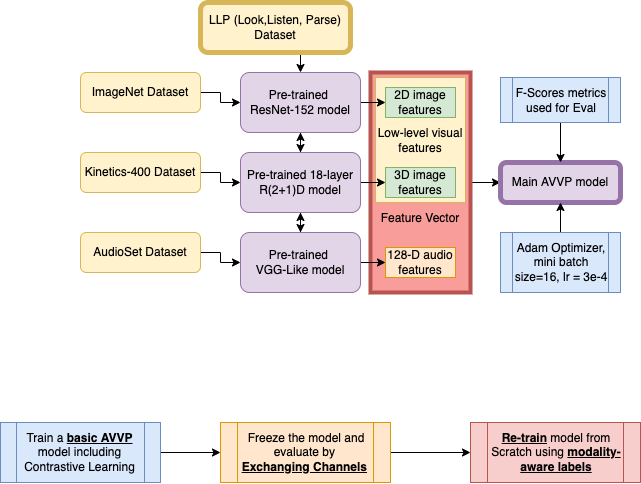 LLP (Look,Listen, Parse)
Dataset
ImageNet Dataset
Pre-trained
ResNet-152 model
2D image
features
F-Scores metrics
used for Eval
Low-level visual
features
Kinetics-400 Dataset
Pre-trained 18-layer
R(2+1)D model
3D image
features
Main AVVP model
Feature Vector
AudioSet Dataset
Pre-trained
VGG-Like model
128-D audio
features
Adam Optimizer,
mini batch
size=16, lr = 3e-4
Train a basic AVVP
model including
Contrastive Learning
Freeze the model and
evaluate by
Exchanging Channels
Re-train model from
Scratch using modality-
aware labels